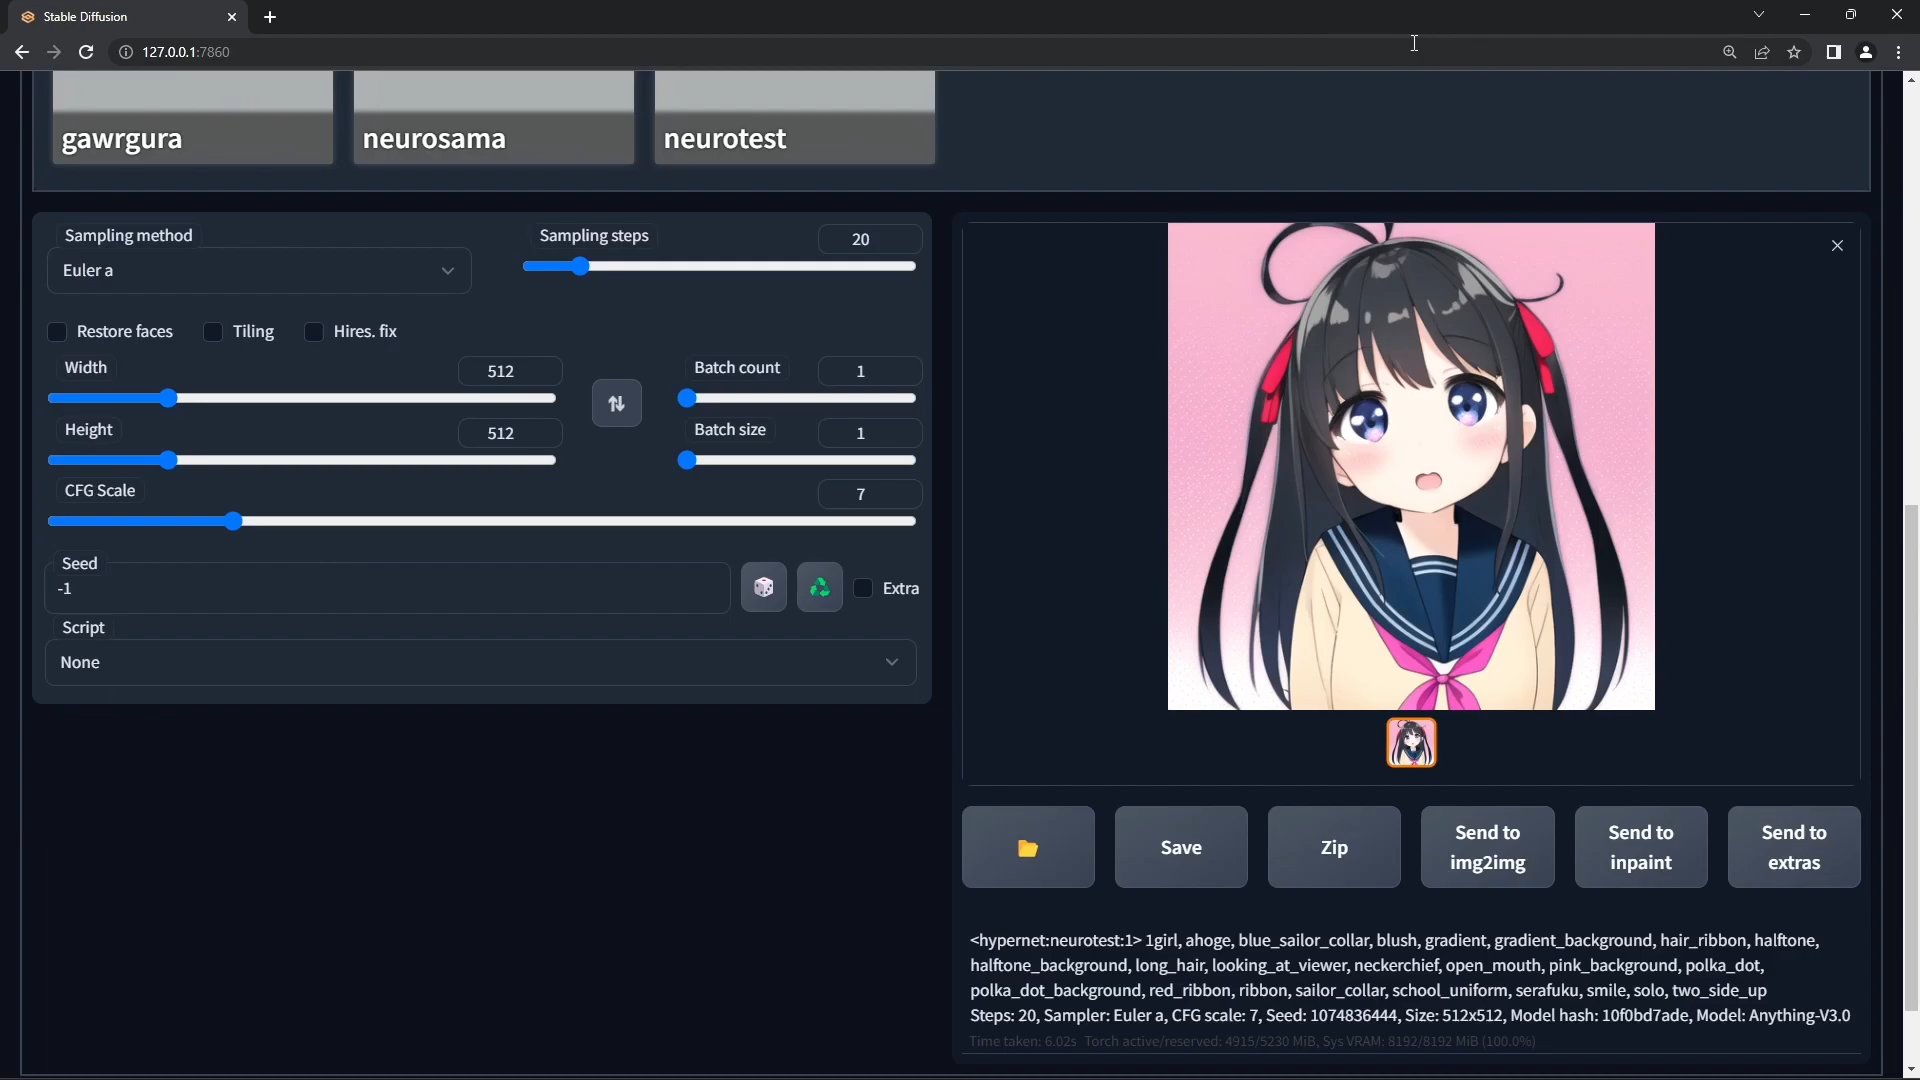 Stable Diffusion
127.0.0.1:7860
gawrgura
neurosama
neurotest
Sampling method
Euler a
Sampling steps
20
Restore faces
Tiling
Hires. fix
Width
512
Height
512
Batch count
1
Batch size
1
CFG Scale
7
Seed
-1
Extra
Script
None
Save
Zip
Send to
img2img
Send to
inpaint
Send to
extras
<hypernet:neurotest:1> 1girl, ahoge, blue_sailor_collar, blush, gradient, gradient_background, hair_ribbon, halftone,
halftone_background, long_hair, looking_at_viewer, neckerchief, open_mouth, pink_background, polka_dot,
polka_dot_background, red_ribbon, ribbon, sailor_collar, school_uniform, serafuku, smile, solo, two_side_up
Steps: 20, Sampler: Euler a, CFG scale: 7, Seed: 1074836444, Size: 512x512, Model hash: 10f0bd7ade, Model: Anything-V3.0
Time taken: 6.02s Torch active/reserved: 4915/5230 MiB, Sys VRAM: 8192/8192 MiB (100.0%)